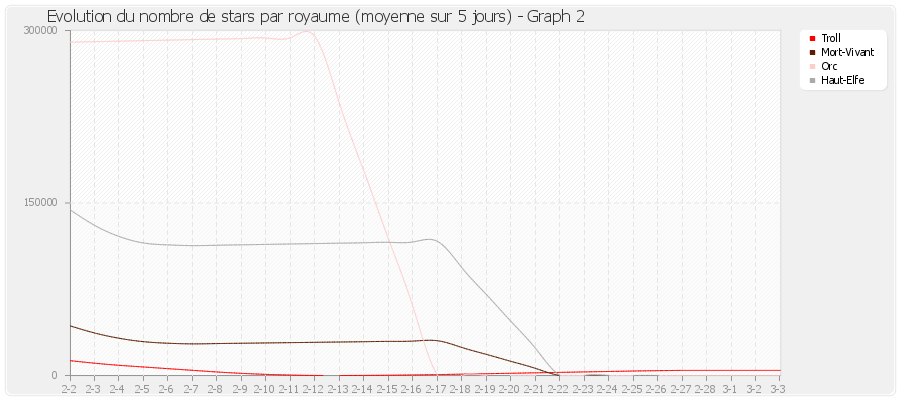 Evolution du nombre de stars par royaume (moyenne sur 5 jours) - Graph 2
300000
150000
0
Troll
Mort-Vivant
Orc
Haut-Elfe
2-2 2-3 2-4 2-5 2-6 2-7 2-8 2-9 2-10 2-11 2-12 2-13 2-14 2-15 2-16 2-17 2-18 2-19 2-20 2-21 2-22 2-23 2-24 2-25 2-26 2-27 2-28 3-1 3-2 3-3